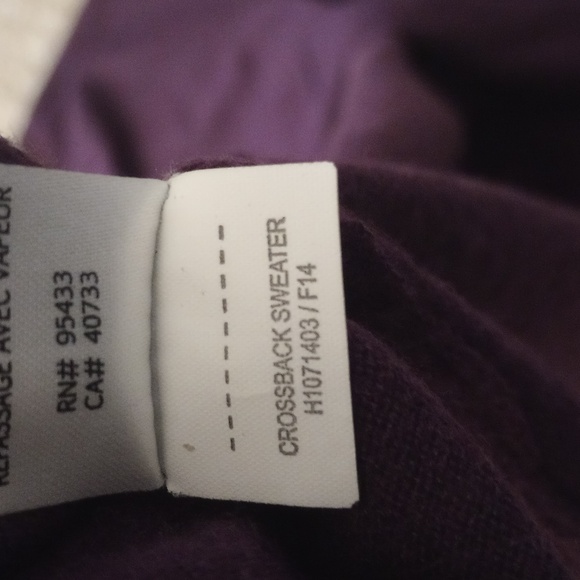 REPASSAGE AVEC VAPEUR
RN# 95433
CA# 40733
CROSSBACK SWEATER
H1071403 / F14